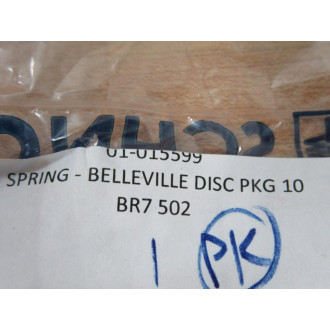 01-015599
SPRING - BELLEVILLE DISC PKG 10
BR7 502
1 PK